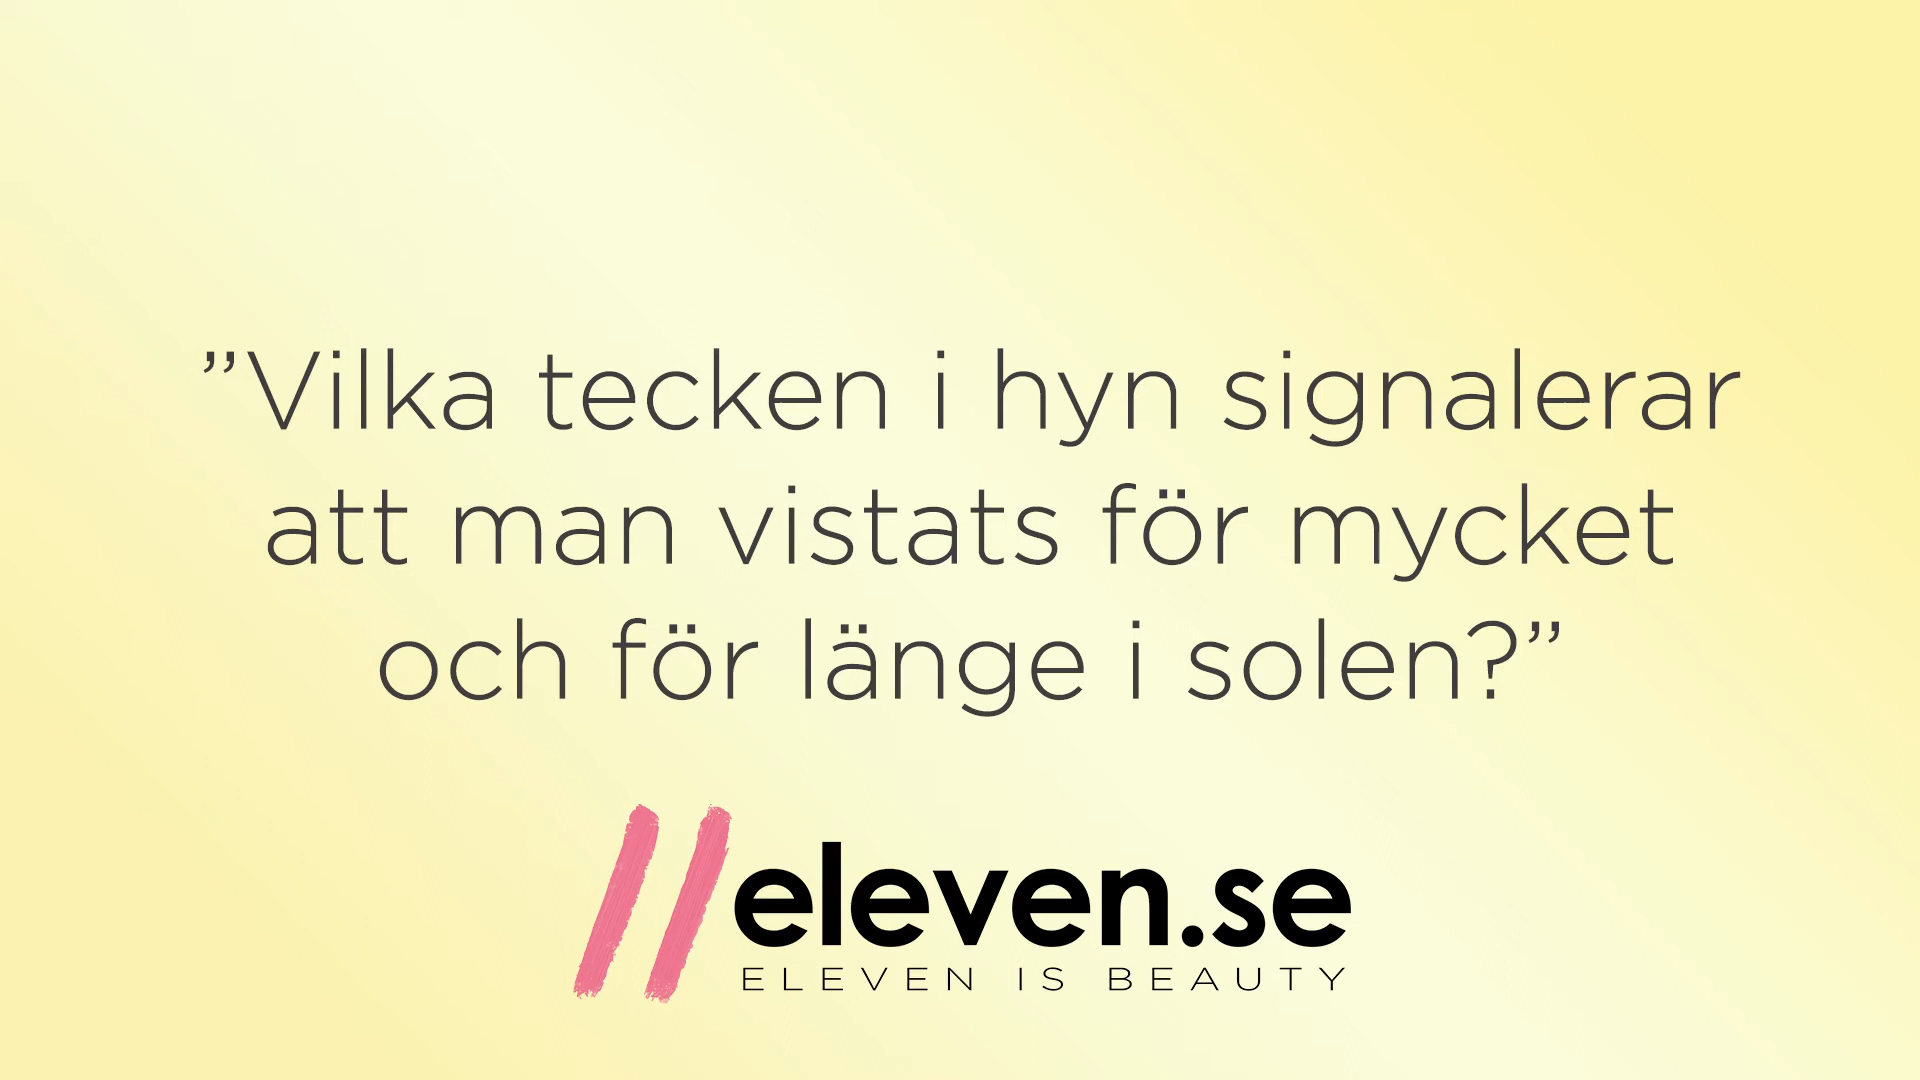 ”Vilka tecken i hyn signalerar
att man vistats för mycket
och för länge i solen?”
eleven.se
ELEVEN IS BEAUTY